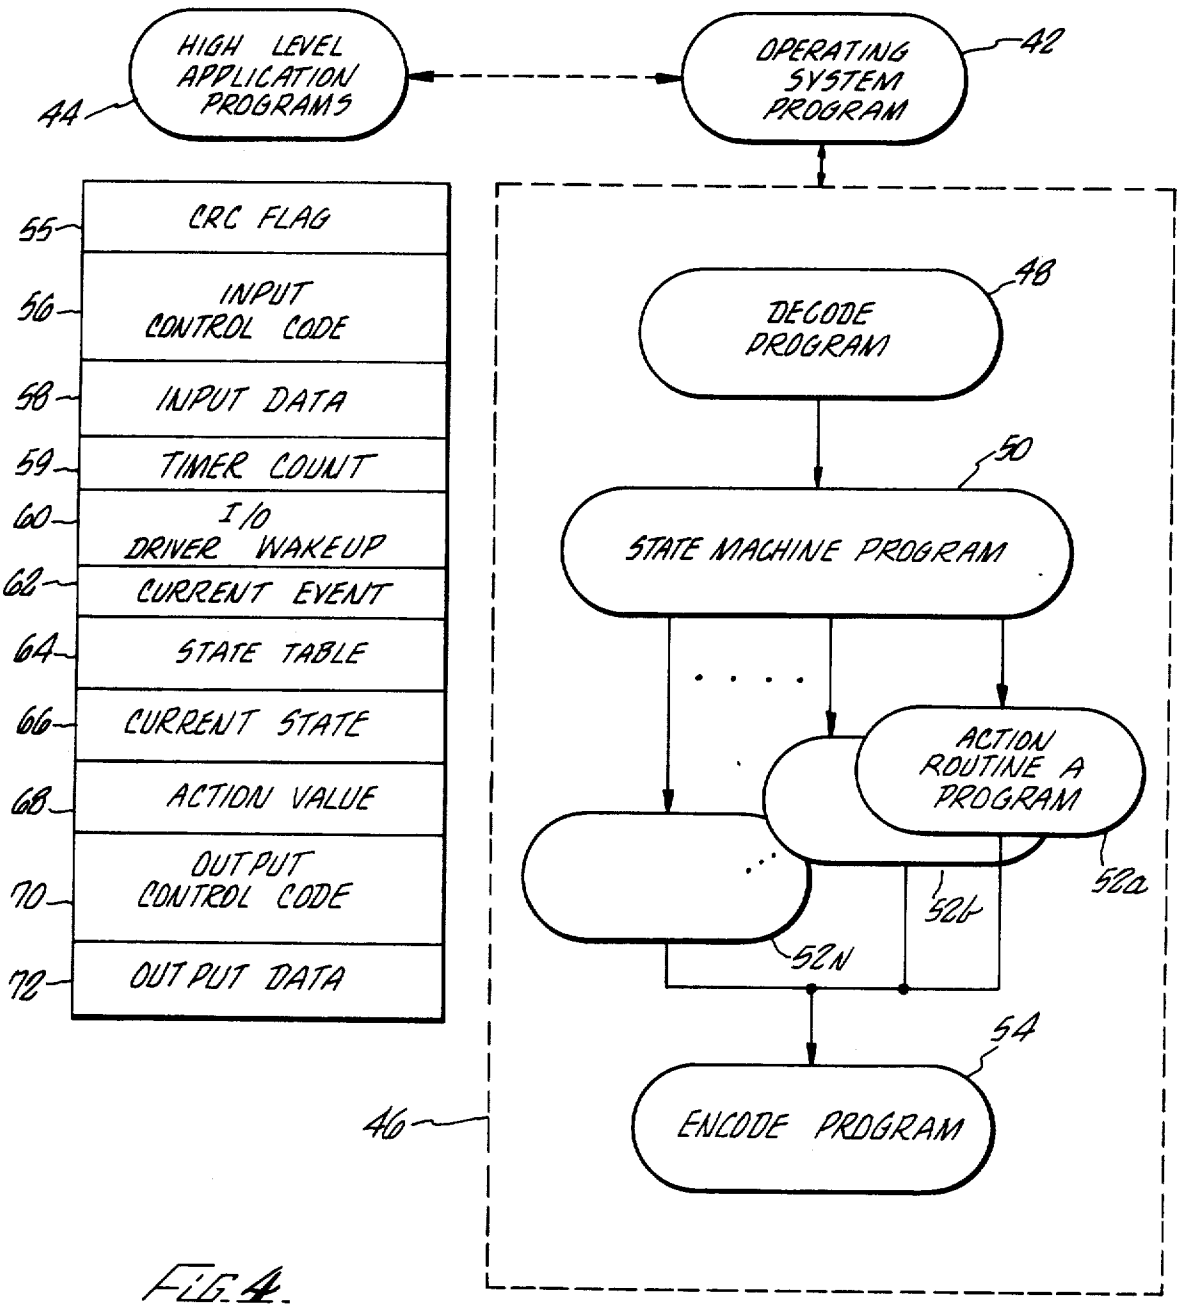 HIGH LEVEL
APPLICATION
PROGRAMS
44
OPERATING
SYSTEM
PROGRAM
42
55
CRC FLAG
56
INPUT
CONTROL CODE
58
INPUT DATA
59
TIMER COUNT
60
I/O
DRIVER WAKEUP
62
CURRENT EVENT
64
STATE TABLE
66
CURRENT STATE
68
ACTION VALUE
70
OUTPUT
CONTROL CODE
72
OUTPUT DATA
48
DECODE
PROGRAM
50
STATE MACHINE PROGRAM
ACTION
ROUTINE A
PROGRAM
52a
52b
52N
54
ENCODE PROGRAM
46
FIG. 4.